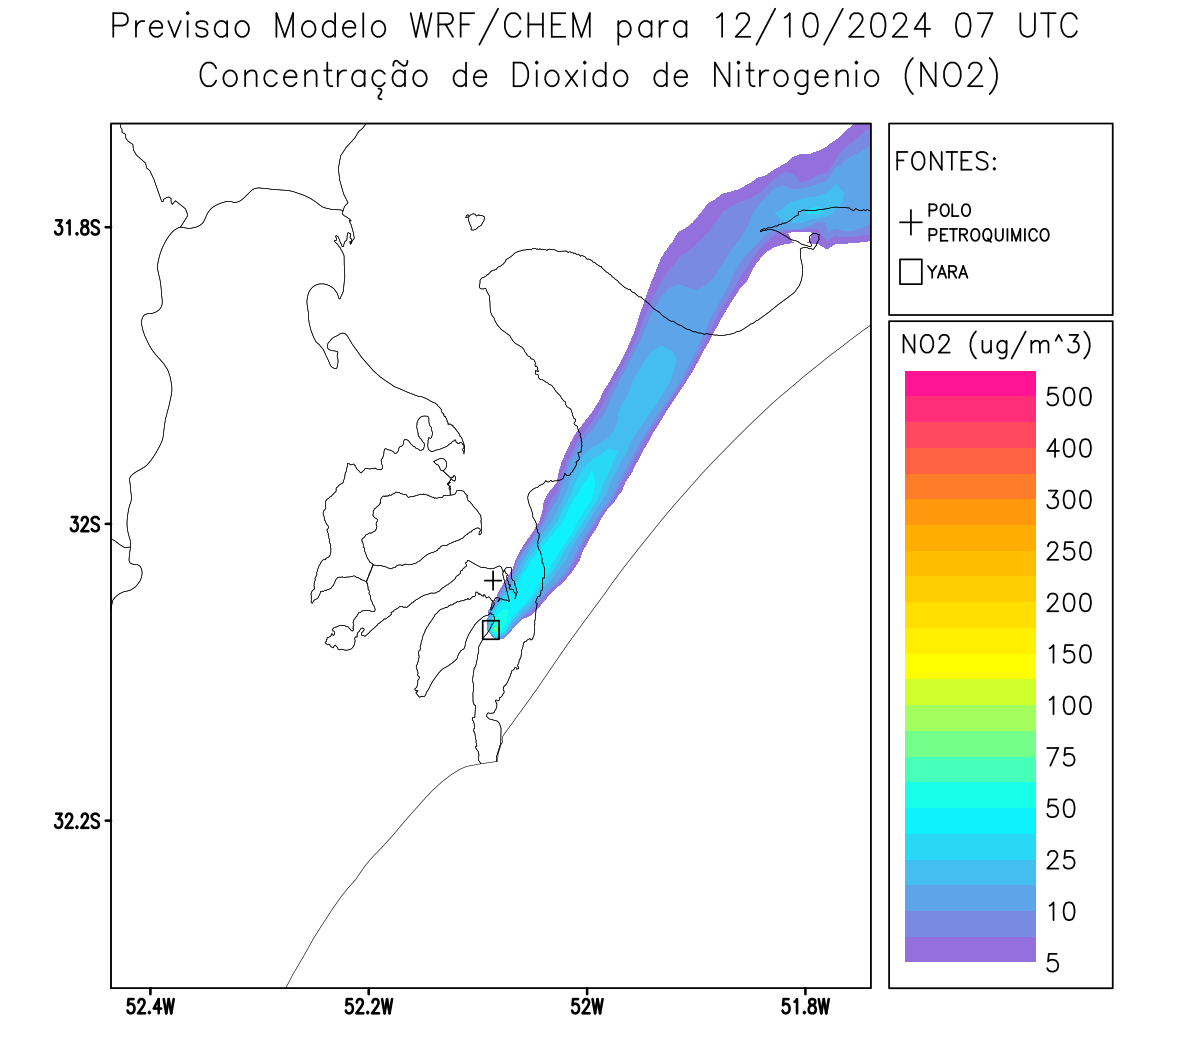 Previsao Modelo WRF/CHEM para 12/10/2024 07 UTC
Concentração de Dioxido de Nitrogenio (NO2)
FONTES:
POLO
PETROQUIMICO
YARA
31.8S
32S
32.2S
52.4W
52.2W
52W
51.8W
NO2 (ug/m^3)
500
400
300
250
200
150
100
75
50
25
10
5